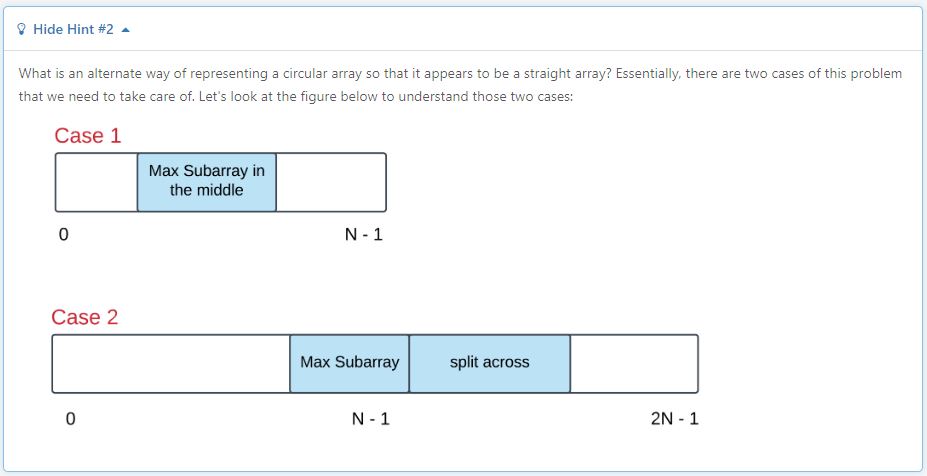 Hide Hint #2
What is an alternate way of representing a circular array so that it appears to be a straight array? Essentially, there are two cases of this problem
that we need to take care of. Let's look at the figure below to understand those two cases:
Case 1
Max Subarray in
the middle
0 N - 1
Case 2
Max Subarray split across
0 N - 1 2N - 1